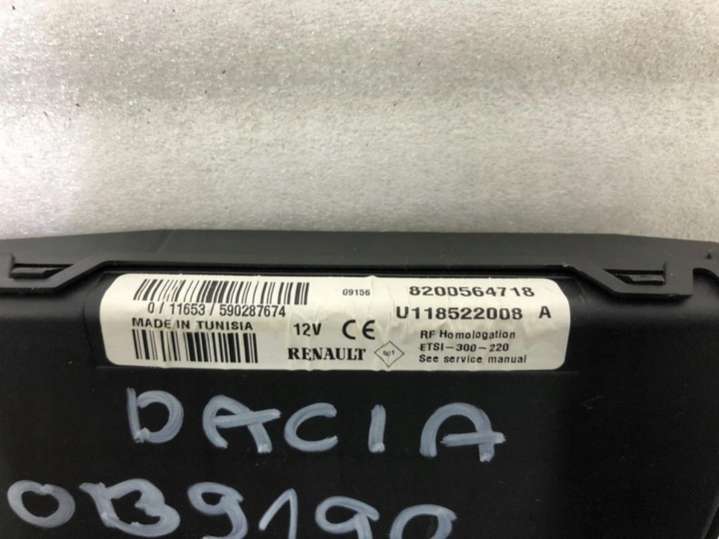 09156
8200564718
0 / 11653 / 590287674
U118522008 A
MADE IN TUNISIA
12V CE
RF Homologation
RENAULT
ETSI-300-220
See service manual
DACIA
0B9190